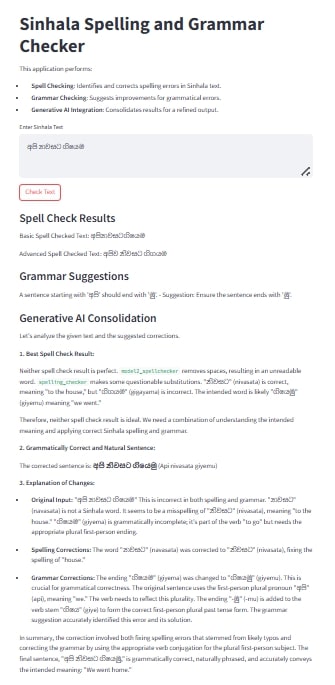 Sinhala Spelling and Grammar
Checker
This application performs:
• Spell Checking: Identifies and corrects spelling errors in Sinhala text.
• Grammar Checking: Suggests improvements for grammatical errors.
• Generative AI Integration: Consolidates results for a refined output.
Enter Sinhala Text
අපි නවසට ගියෙම
Check Text
Spell Check Results
Basic Spell Checked Text: අපිනවසටගියෙම
Advanced Spell Checked Text: අපිව නිවසට ගියාම
Grammar Suggestions
A sentence starting with 'අපි' should end with 'මු'. - Suggestion: Ensure the sentence ends with 'මු'.
Generative AI Consolidation
Let's analyze the given text and the suggested corrections.
1. Best Spell Check Result:
Neither spell check result is perfect. model2_spellchecker removes spaces, resulting in an unreadable
word. spelling_checker makes some questionable substitutions. "නිවසට" (nivasata) is correct,
meaning "to the house," but "ගියාම" (giyayama) is incorrect. The intended word is likely "ගියෙමු"
(giyemu) meaning "we went."
Therefore, neither spell check result is ideal. We need a combination of understanding the intended
meaning and applying correct Sinhala spelling and grammar.
2. Grammatically Correct and Natural Sentence:
The corrected sentence is: අපි නිවසට ගියෙමු (Api nivasata giyemu)
3. Explanation of Changes:
• Original Input: "අපි නවසට ගියෙම" This is incorrect in both spelling and grammar. "නවසට"
(navasata) is not a Sinhala word. It seems to be a misspelling of "නිවසට" (nivasata), meaning "to the
house." "ගියෙම" (giyema) is grammatically incomplete; it's part of the verb "to go" but needs the
appropriate plural first-person ending.
• Spelling Corrections: The word "නවසට" (navasata) was corrected to "නිවසට" (nivasata), fixing the
spelling of "house."
• Grammar Corrections: The ending "ගියෙම" (giyema) was changed to "ගියෙමු" (giyemu). This is
crucial for grammatical correctness. The original sentence uses the first-person plural pronoun "අපි"
(api), meaning "we." The verb needs to reflect this plurality. The ending "-මු" (-mu) is added to the
verb stem "ගියෙ" (giye) to form the correct first-person plural past tense form. The grammar
suggestion accurately identified this error and its solution.
In summary, the correction involved both fixing spelling errors that stemmed from likely typos and
correcting the grammar by using the appropriate verb conjugation for the plural first-person subject. The
final sentence, "අපි නිවසට ගියෙමු," is grammatically correct, naturally phrased, and accurately conveys
the intended meaning: "We went home."